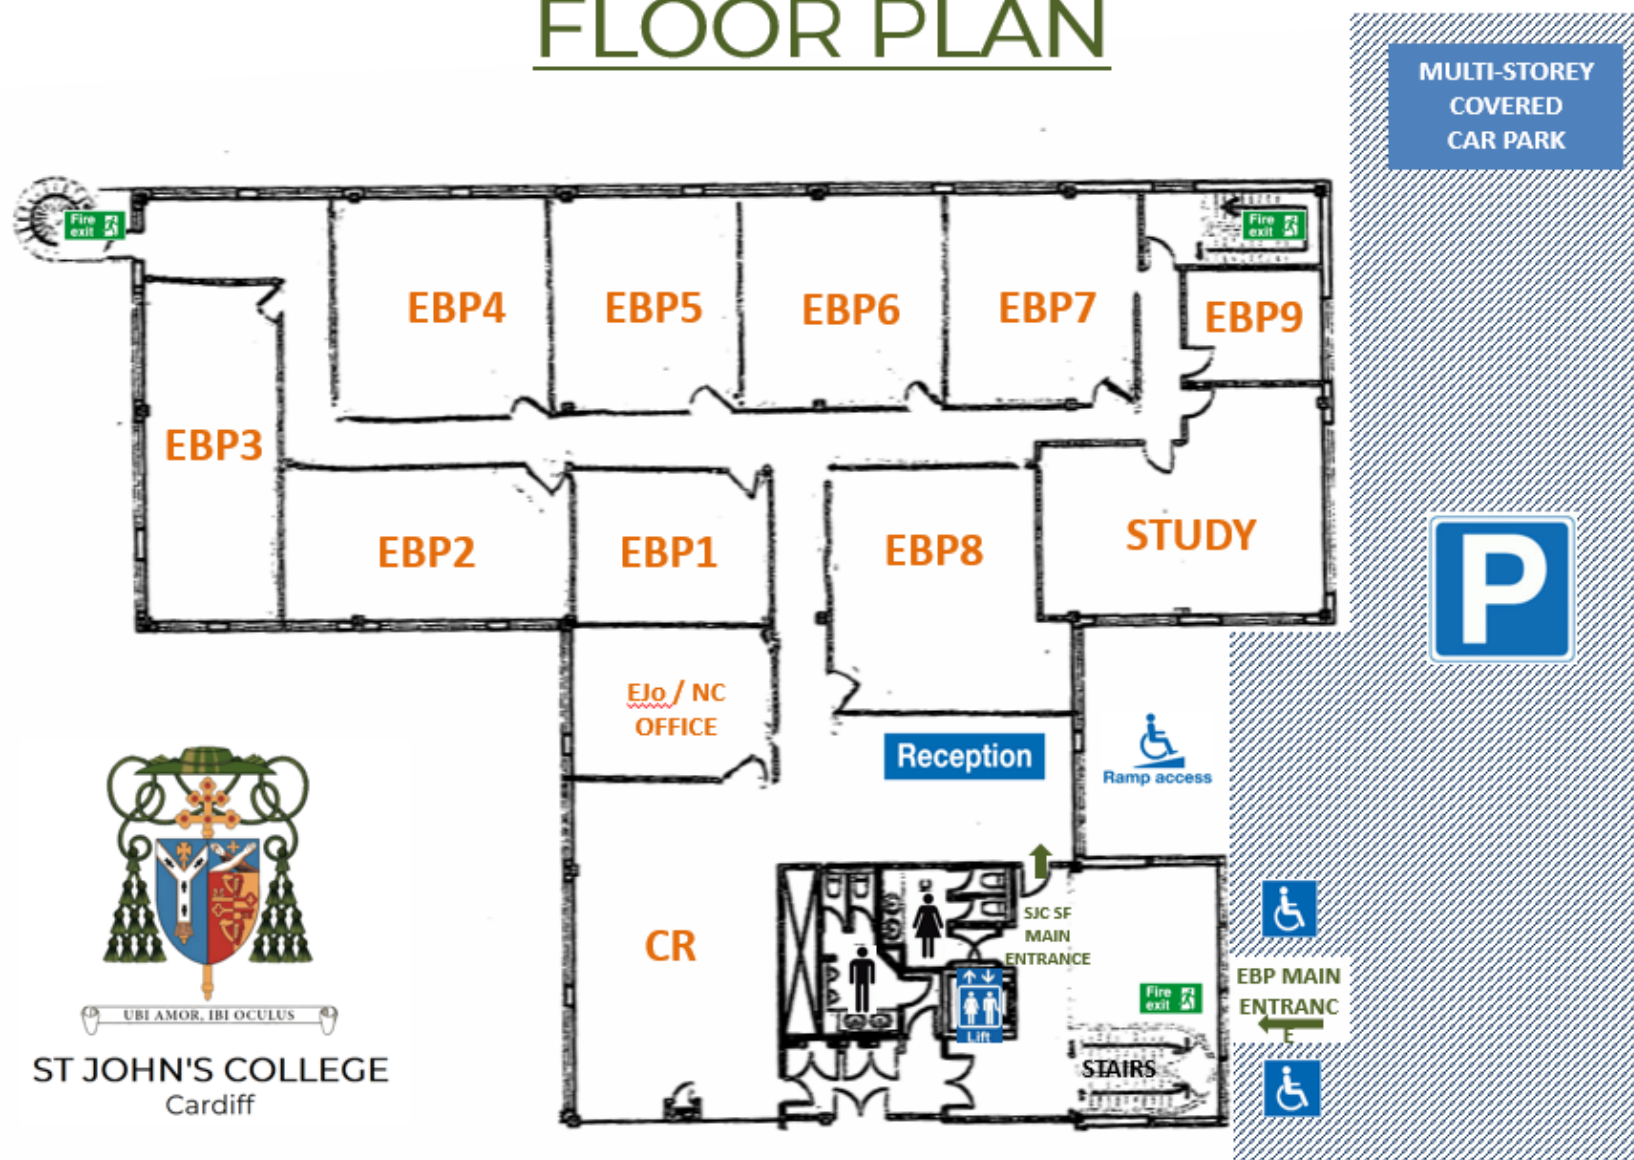 FLOOR PLAN
MULTI-STOREY
COVERED
CAR PARK
Fire
exit
Fire
exit
EBP4
EBP5
EBP6
EBP7
EBP9
EBP3
EBP2
EBP1
EBP8
STUDY
P
EJo / NC
OFFICE
Reception
Ramp access
SJC SF
MAIN
ENTRANCE
CR
EBP MAIN
ENTRANC
E
Fire
exit
Lift
STAIRS
UBI AMOR, IBI OCULUS
ST JOHN'S COLLEGE
Cardiff